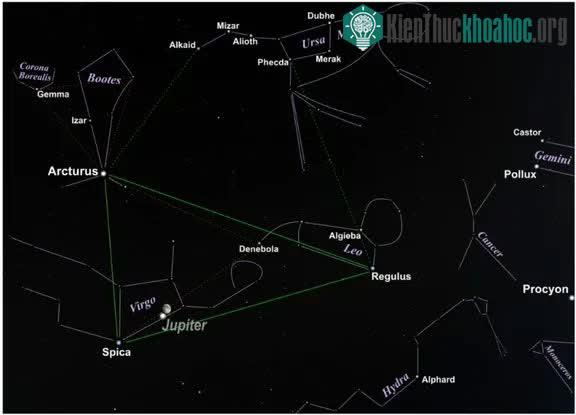 KienThuckhoahoc.org
Dubhe
Mizar
Alioth
Alkaid
Ursa
M
Phecda
Merak
Corona
Borealis
Gemma
Bootes
Izar
Castor
Gemini
Pollux
Arcturus
Algieba
Denebola
Leo
Cancer
Regulus
Procyon
Virgo
Jupiter
Spica
Monoceros
Hydra
Alphard